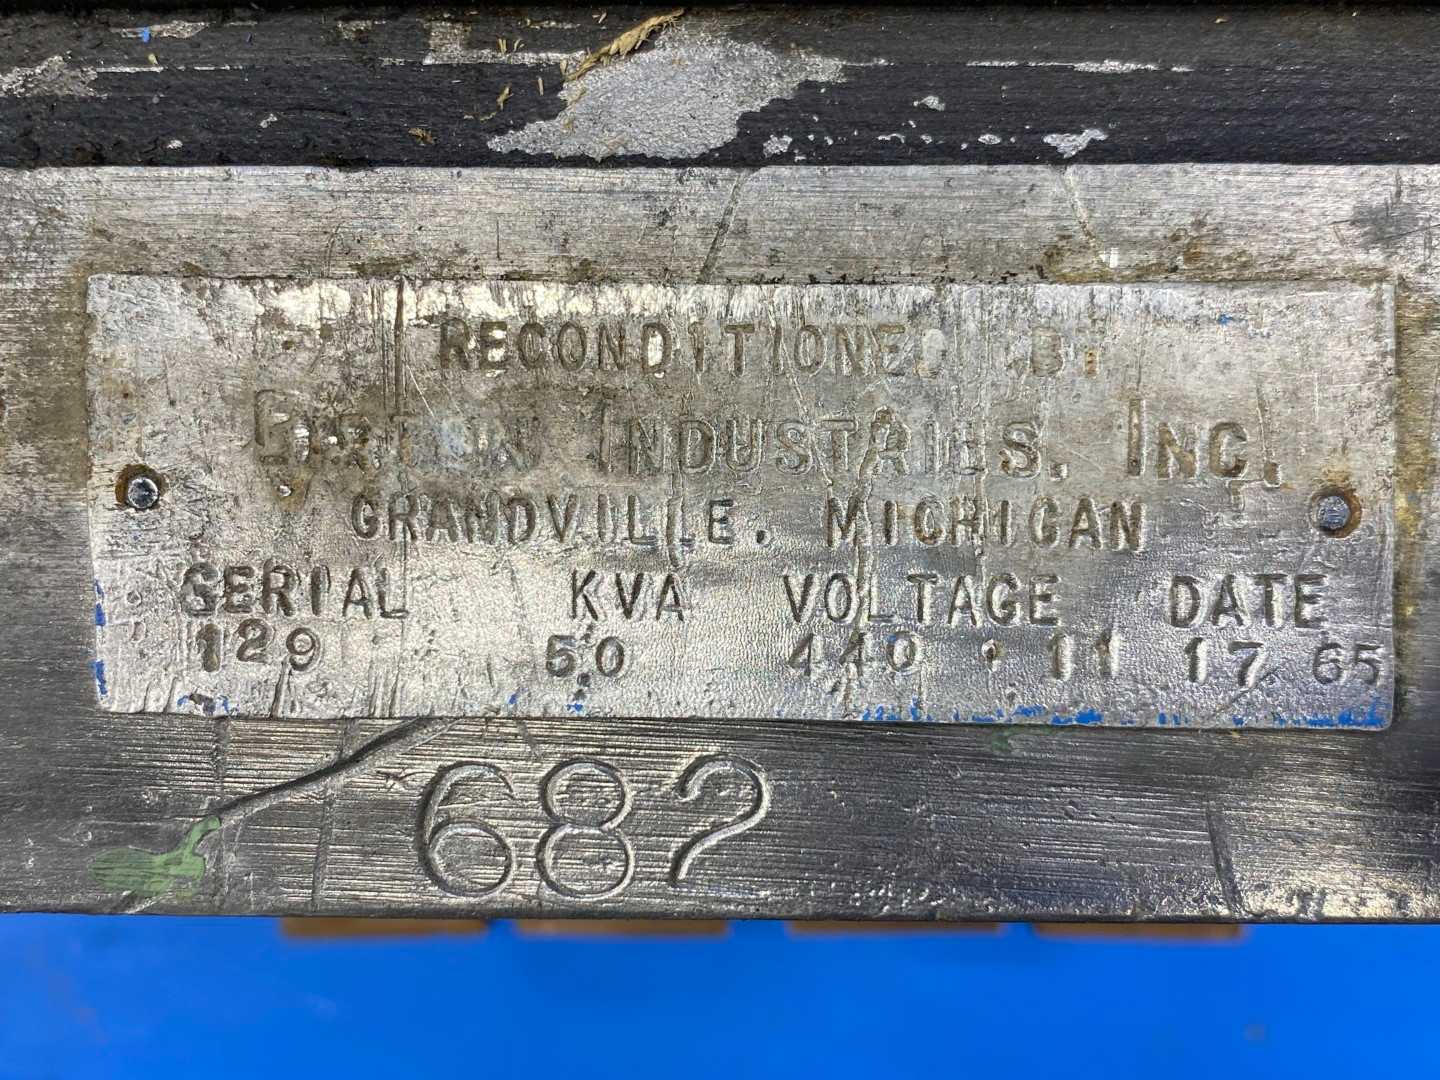 RECONDITIONED BY
INDUSTRIES, INC.
GRANDVILLE, MICHIGAN
SERIAL KVA VOLTAGE DATE
129 50 440 • 11 17 65
682